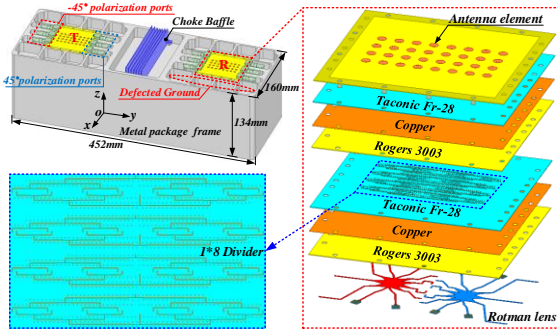 -45°polarization ports
Choke Baffle
T
R
45°polarization ports
Defected Ground
160mm
134mm
z
o
y
x
Metal package frame
452mm
1*8 Divider
Antenna element
Taconic Fr-28
Copper
Rogers 3003
Taconic Fr-28
Copper
Rogers 3003
Rotman lens